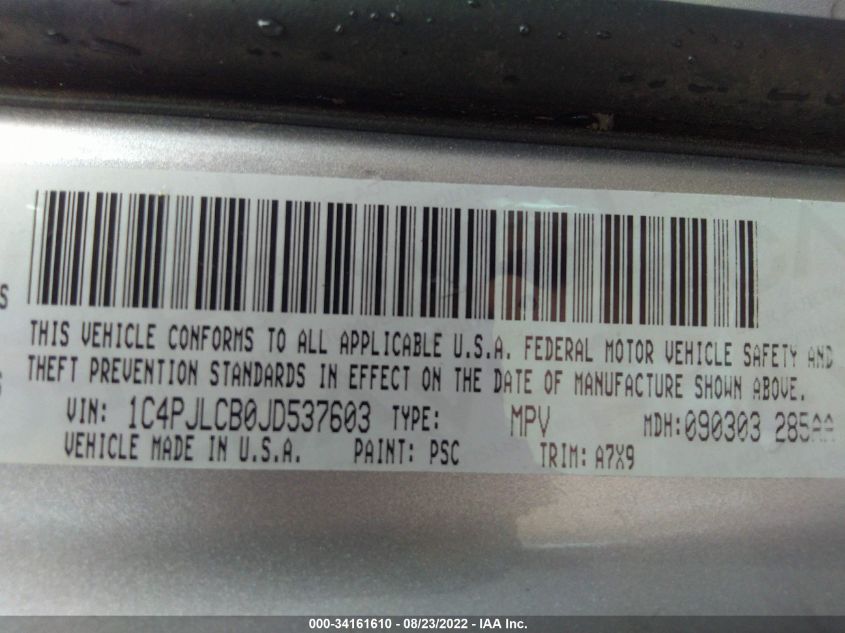 S
THIS VEHICLE CONFORMS TO ALL APPLICABLE U.S.A. FEDERAL MOTOR VEHICLE SAFETY AND
THEFT PREVENTION STANDARDS IN EFFECT ON THE DATE OF MANUFACTURE SHOWN ABOVE.
S
VIN: 1C4PJLCB0JD537603 TYPE: MPV MDH:090303 285AA
VEHICLE MADE IN U.S.A. PAINT: PSC TRIM: A7X9
000-34161610 - 08/23/2022 - IAA Inc.